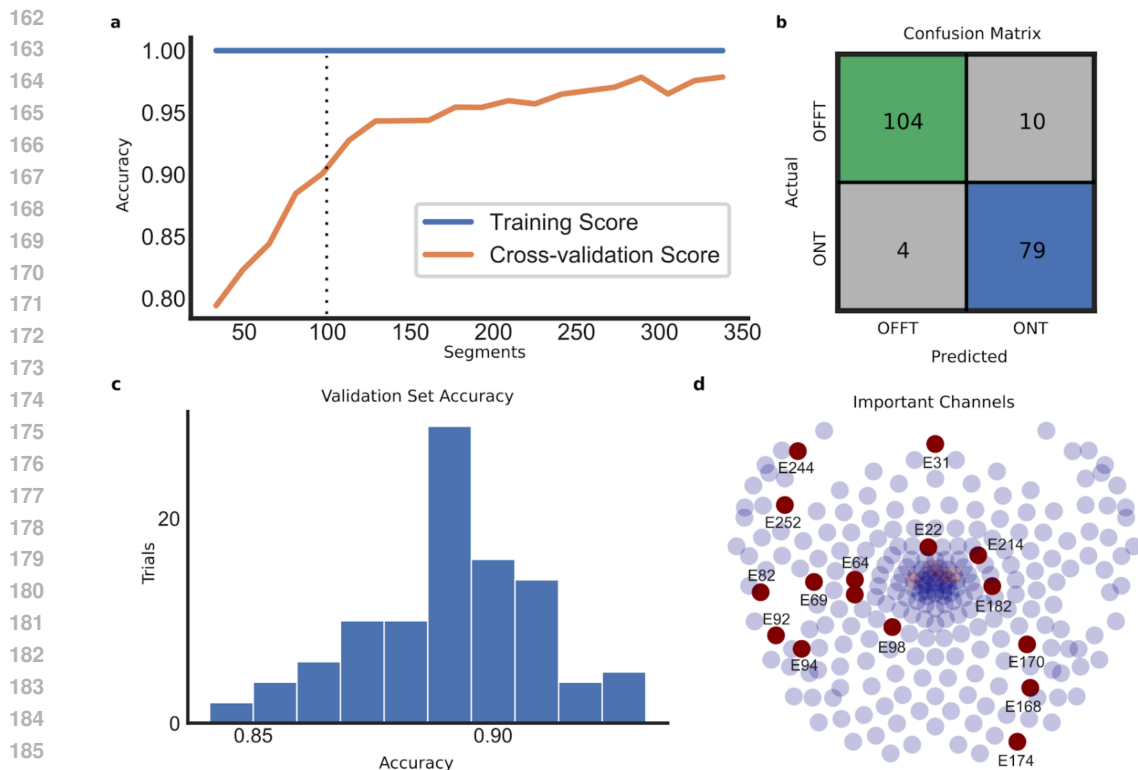 162
163
164
165
166
167
168
169
170
171
172
173
174
175
176
177
178
179
180
181
182
183
184
185
a
1.00
0.95
0.90
0.85
0.80
Accuracy
50
100
150
200
250
300
350
Segments
Training Score
Cross-validation Score
b
Confusion Matrix
104
10
4
79
OFFT
ONT
Actual
OFFT
ONT
Predicted
c
Validation Set Accuracy
20
0
Trials
0.85
0.90
Accuracy
d
Important Channels
E244
E31
E252
E22
E214
E64
E82
E69
E182
E92
E98
E94
E170
E168
E174